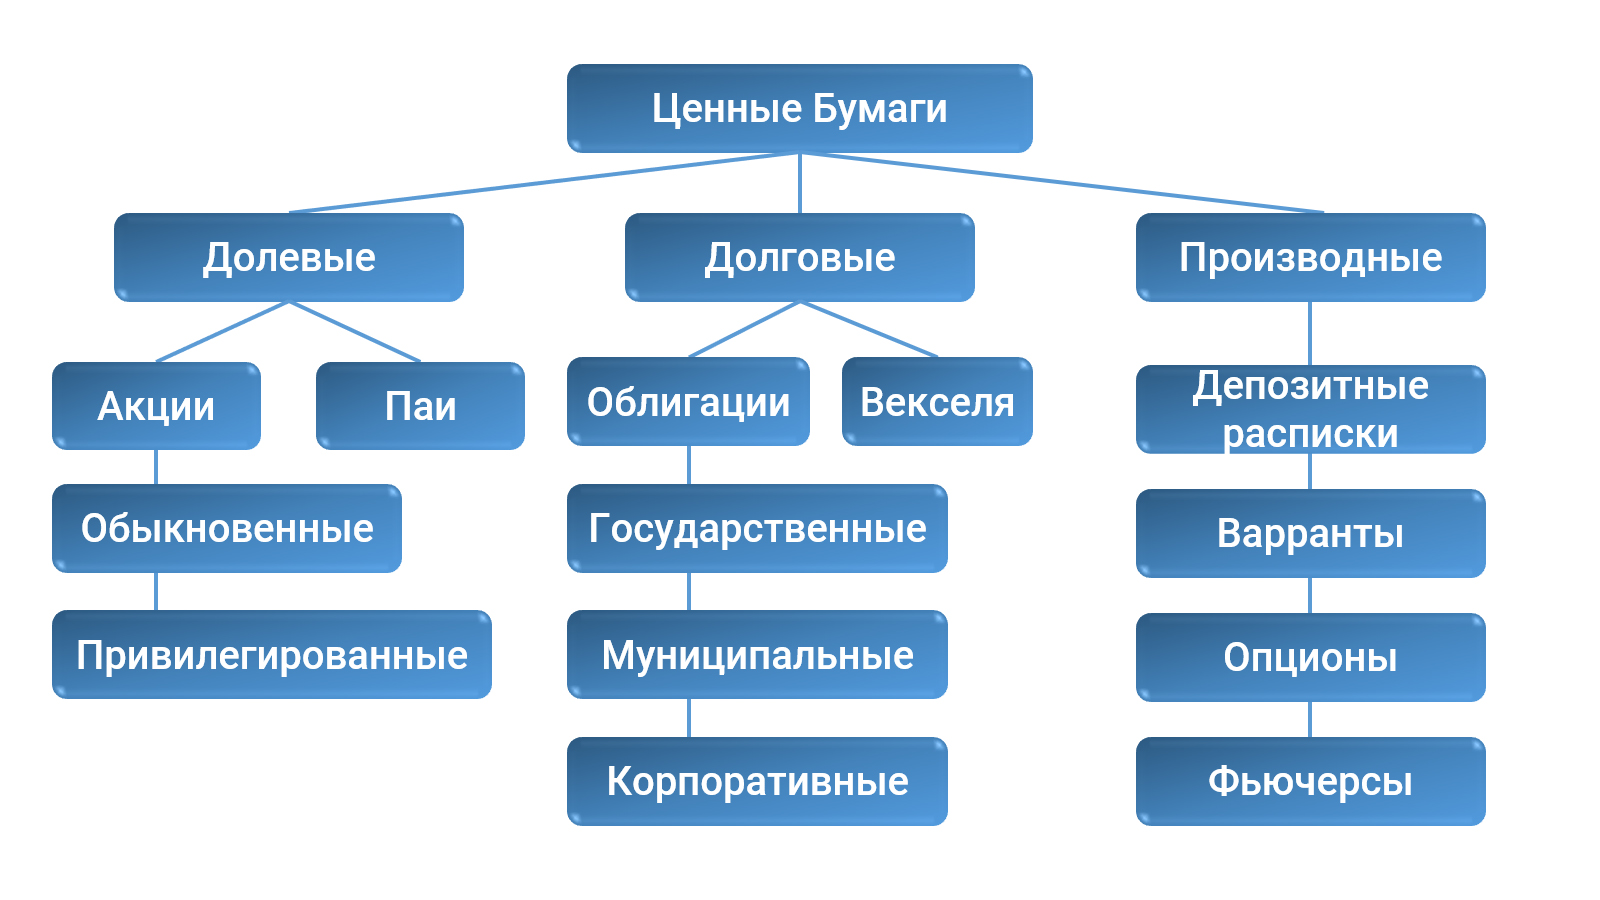 Ценные Бумаги
Долевые
Долговые
Производные
Акции
Паи
Облигации
Векселя
Депозитные
расписки
Обыкновенные
Государственные
Варранты
Привилегированные
Муниципальные
Опционы
Корпоративные
Фьючерсы